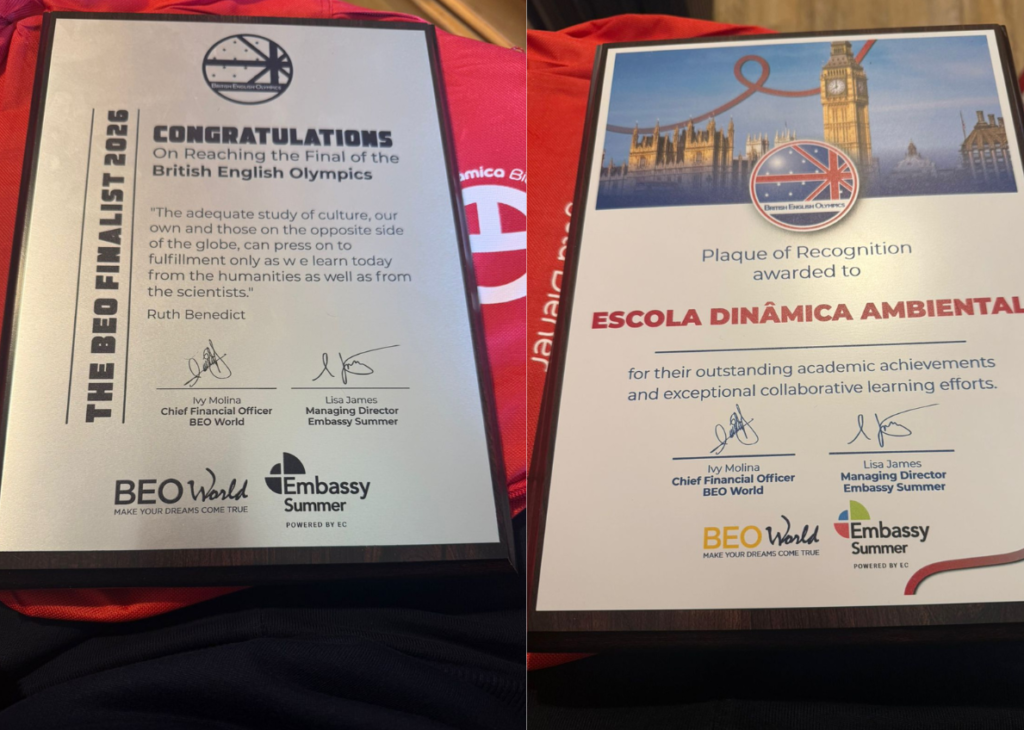 BRITISH ENGLISH OLYMPICS
THE BEO FINALIST 2026
CONGRATULATIONS
On Reaching the Final of the
British English Olympics
"The adequate study of culture, our
own and those on the opposite side
of the globe, can press on to
fulfillment only as w e learn today
from the humanities as well as from
the scientists."
Ruth Benedict
Ivy Molina
Chief Financial Officer
BEO World
Lisa James
Managing Director
Embassy Summer
BEO World
MAKE YOUR DREAMS COME TRUE
Embassy
Summer
POWERED BY EC
BRITISH ENGLISH OLYMPICS
Plaque of Recognition
awarded to
ESCOLA DINÂMICA AMBIENTAL
for their outstanding academic achievements
and exceptional collaborative learning efforts.
Ivy Molina
Chief Financial Officer
BEO World
Lisa James
Managing Director
Embassy Summer
BEO World
MAKE YOUR DREAMS COME TRUE
Embassy
Summer
POWERED BY EC